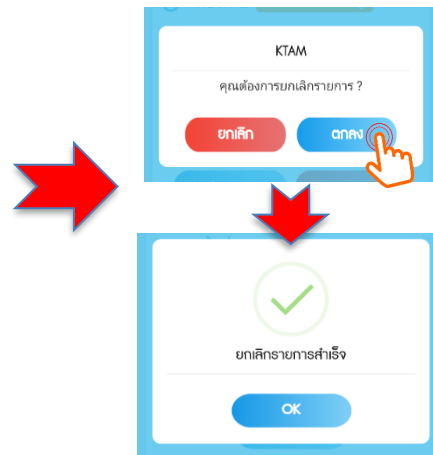 KTAM
คุณต้องการยกเลิกรายการ ?
ยกเลิก
ตกลง
ยกเลิกรายการสำเร็จ
OK